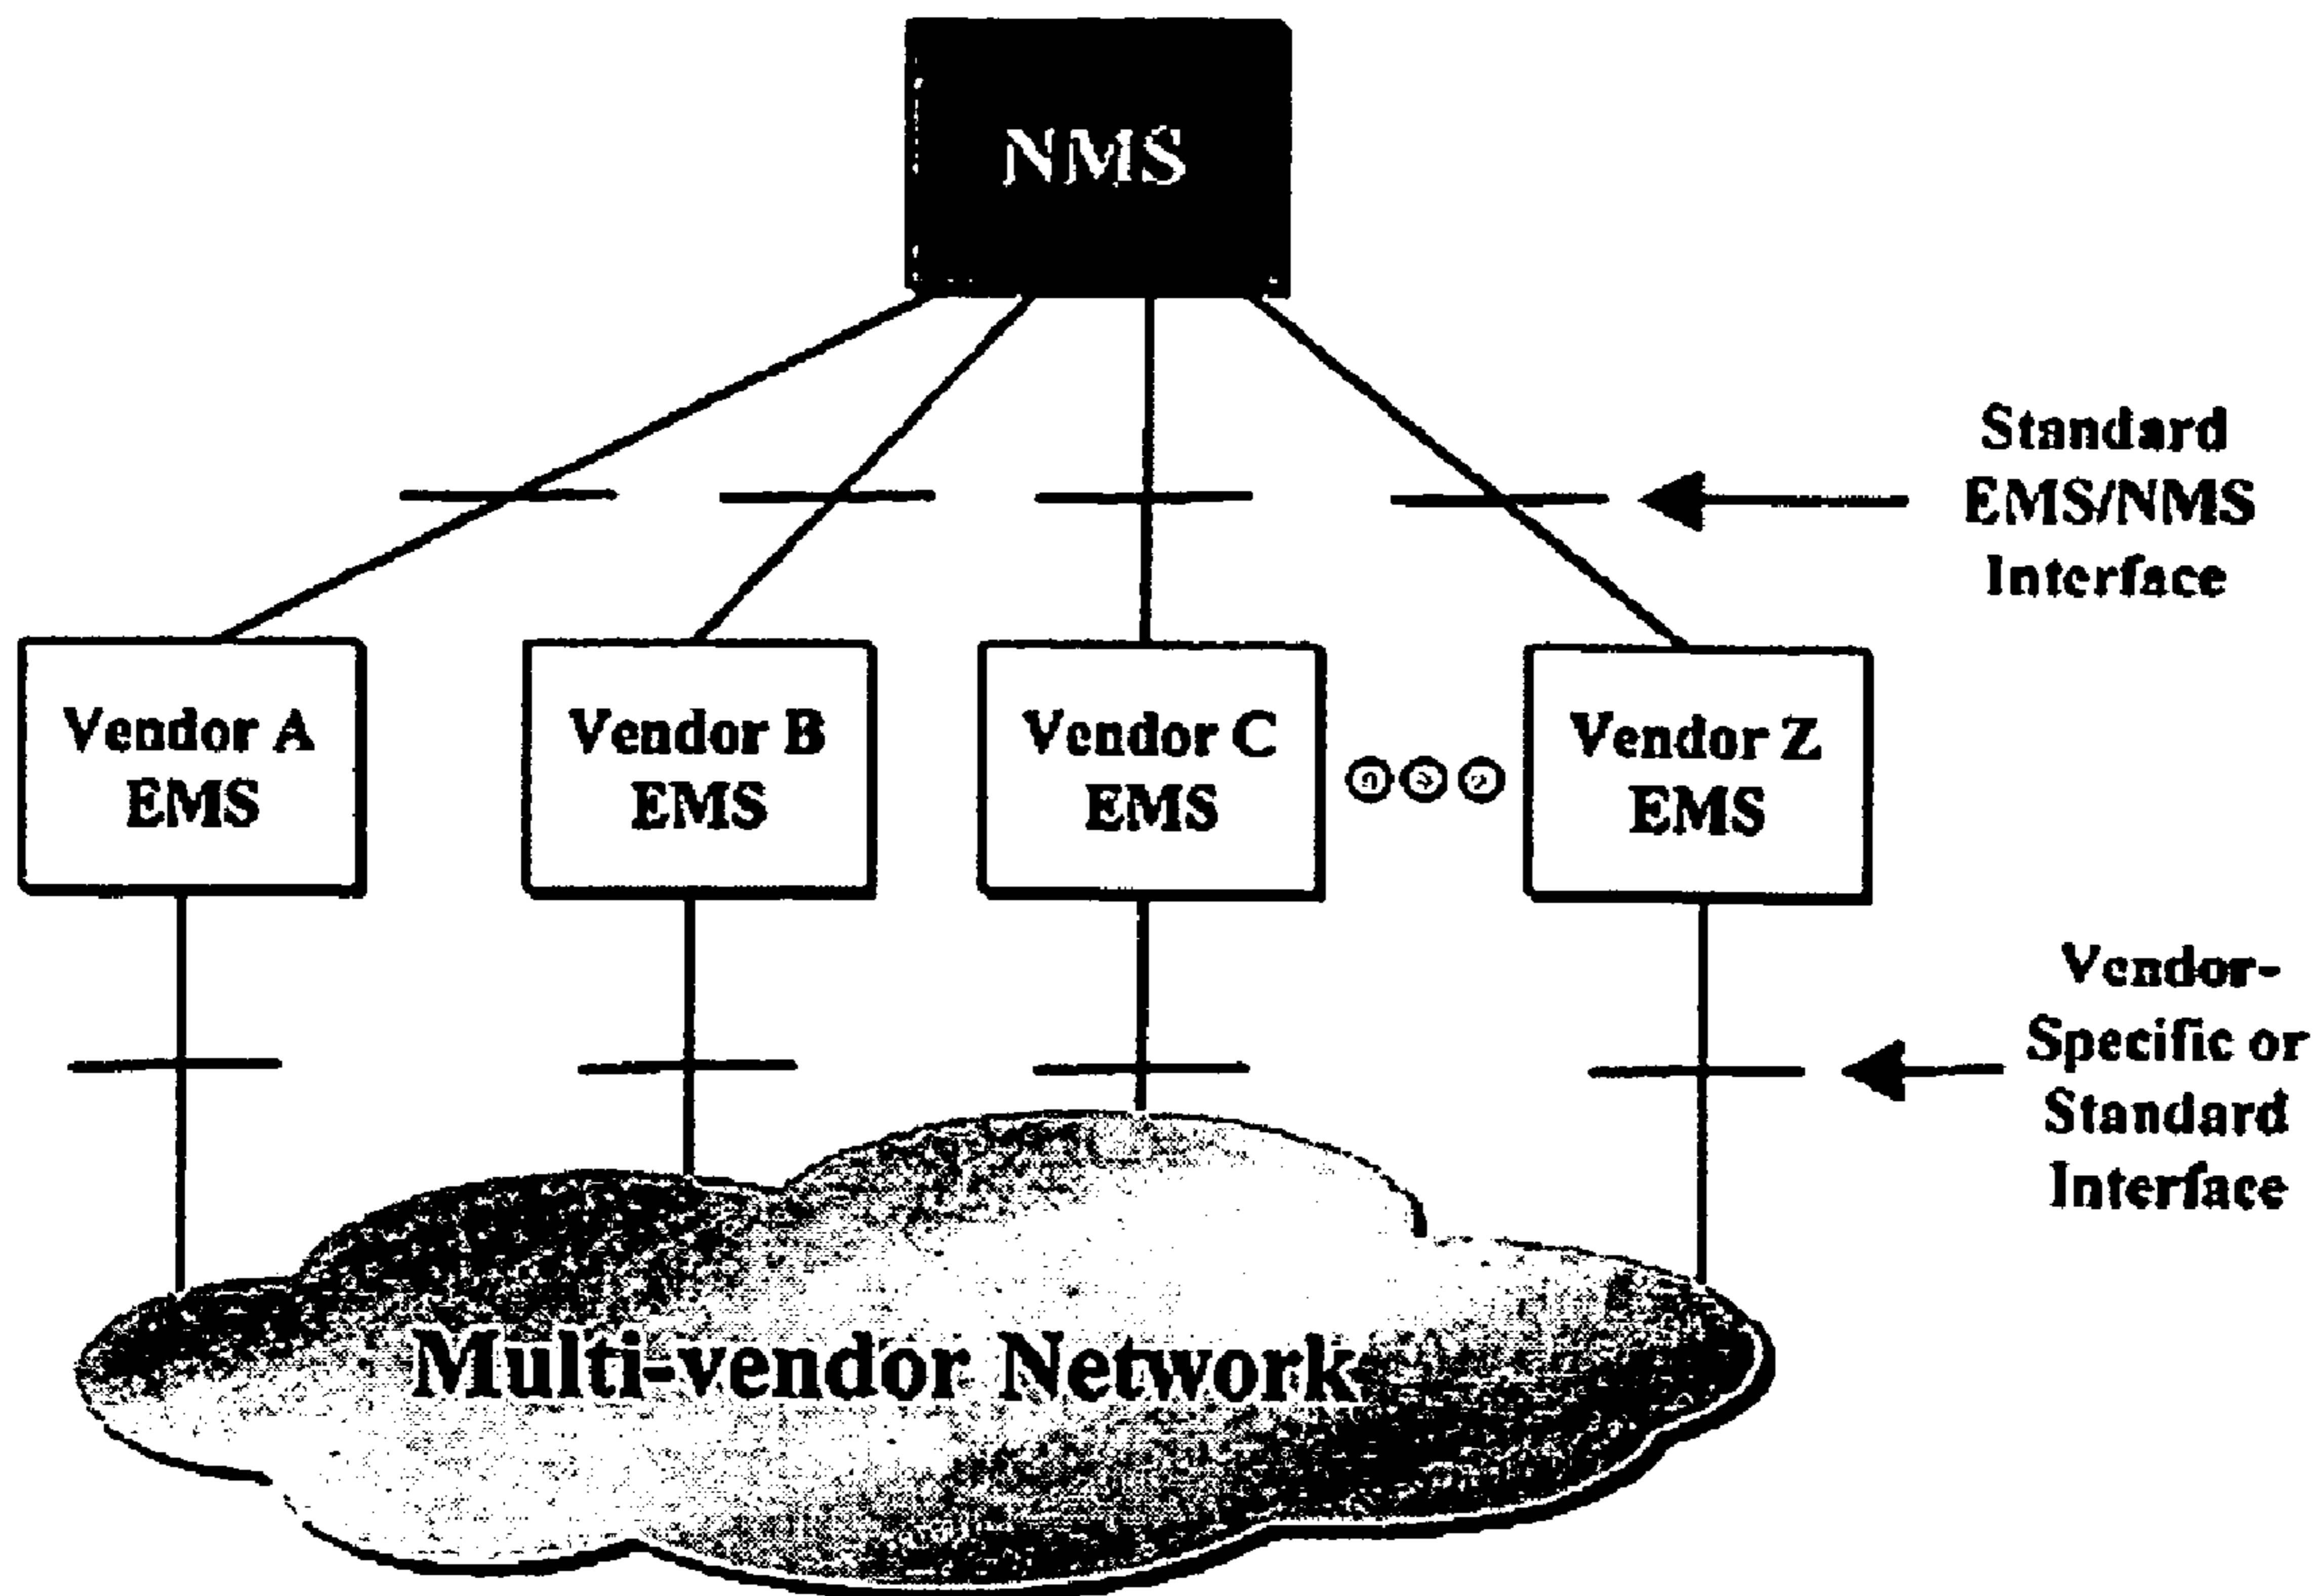 NMS
Standard
EMS/NMS
Interface
Vendor A
EMS
Vendor B
EMS
Vendor C
EMS
Vendor Z
EMS
Vendor-
Specific or
Standard
Interface
Multi-vendor Network